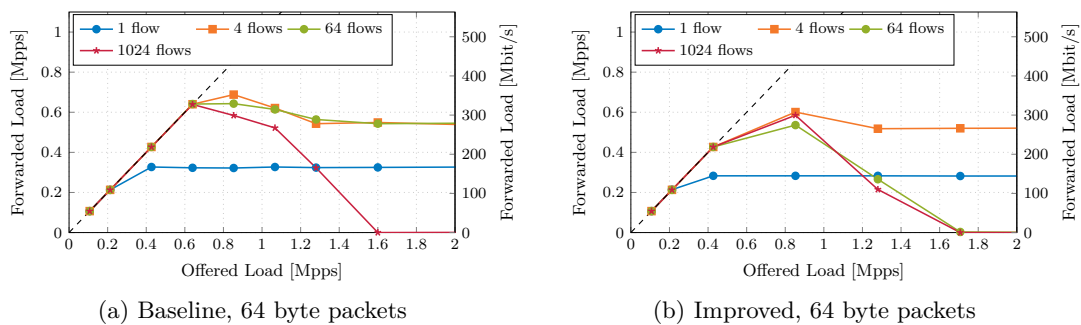 1 flow 4 flows 64 flows
1024 flows
Forwarded Load [Mpps]
1
0.8
0.6
0.4
0.2
0
0 0.2 0.4 0.6 0.8 1 1.2 1.4 1.6 1.8 2
Offered Load [Mpps]
500
400
300
200
100
0
Forwarded Load [Mbit/s]
(a) Baseline, 64 byte packets
1 flow 4 flows 64 flows
1024 flows
Forwarded Load [Mpps]
1
0.8
0.6
0.4
0.2
0
0 0.2 0.4 0.6 0.8 1 1.2 1.4 1.6 1.8 2
Offered Load [Mpps]
500
400
300
200
100
0
Forwarded Load [Mbit/s]
(b) Improved, 64 byte packets